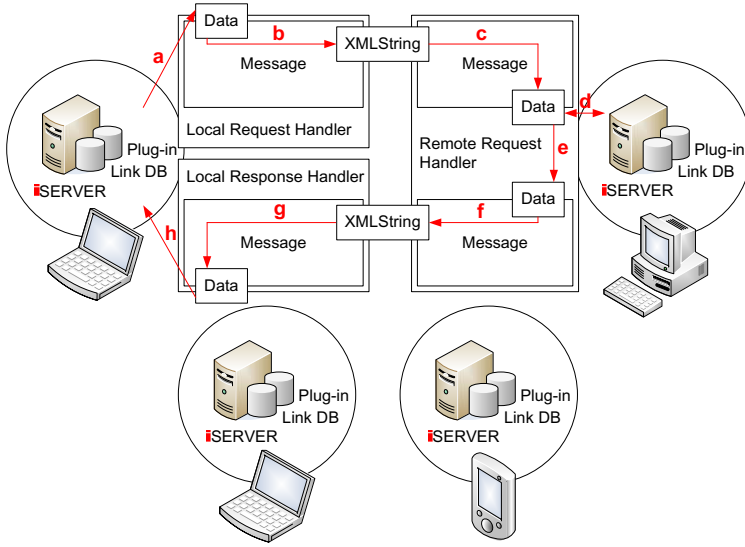 Data
a
b
XMLString
c
Message
Message
Data
d
Local Request Handler
Remote Request
Handler
e
Plug-in
Link DB
iSERVER
Plug-in
Link DB
iSERVER
Local Response Handler
Data
g
XMLString
f
h
Message
Message
Data
Plug-in
Link DB
iSERVER
Plug-in
Link DB
iSERVER